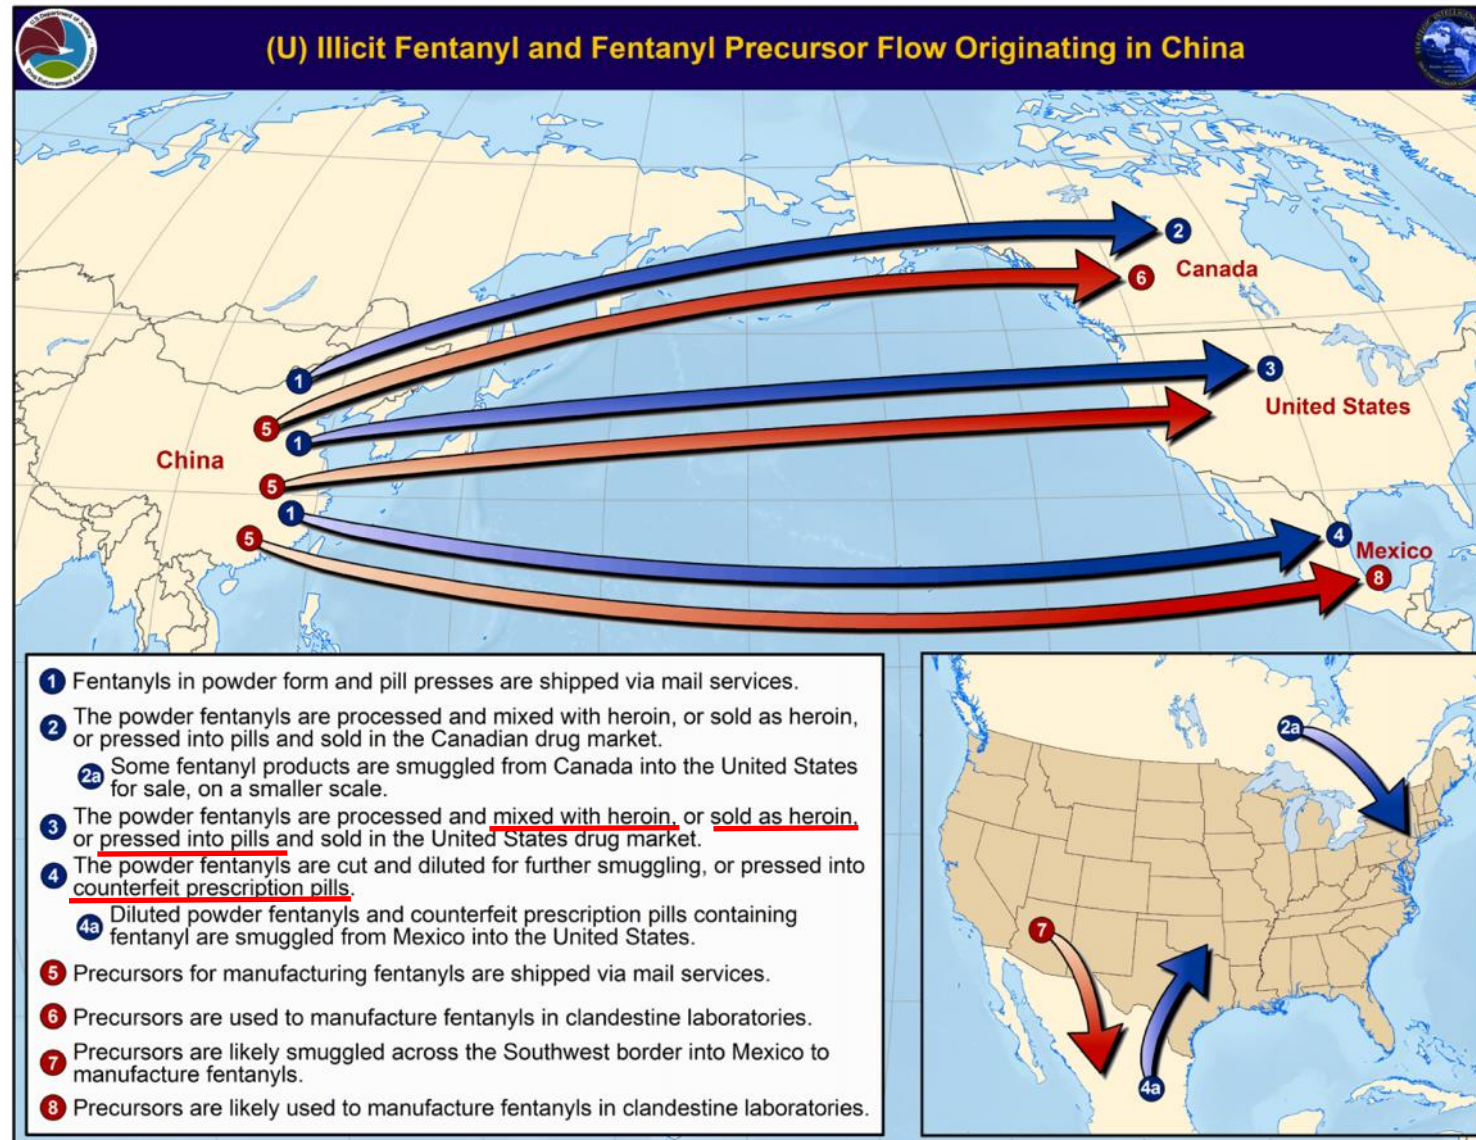 (U) Illicit Fentanyl and Fentanyl Precursor Flow Originating in China
U.S. Department of Justice
Drug Enforcement Administration
2
Canada
6
1
3
United States
5
1
China
5
1
5
4
Mexico
8
1 Fentanyls in powder form and pill presses are shipped via mail services.
2 The powder fentanyls are processed and mixed with heroin, or sold as heroin,
or pressed into pills and sold in the Canadian drug market.
2a Some fentanyl products are smuggled from Canada into the United States
for sale, on a smaller scale.
3 The powder fentanyls are processed and mixed with heroin, or sold as heroin,
or pressed into pills and sold in the United States drug market.
4 The powder fentanyls are cut and diluted for further smuggling, or pressed into
counterfeit prescription pills.
4a Diluted powder fentanyls and counterfeit prescription pills containing
fentanyl are smuggled from Mexico into the United States.
5 Precursors for manufacturing fentanyls are shipped via mail services.
6 Precursors are used to manufacture fentanyls in clandestine laboratories.
7 Precursors are likely smuggled across the Southwest border into Mexico to
manufacture fentanyls.
8 Precursors are likely used to manufacture fentanyls in clandestine laboratories.
2a
7
4a